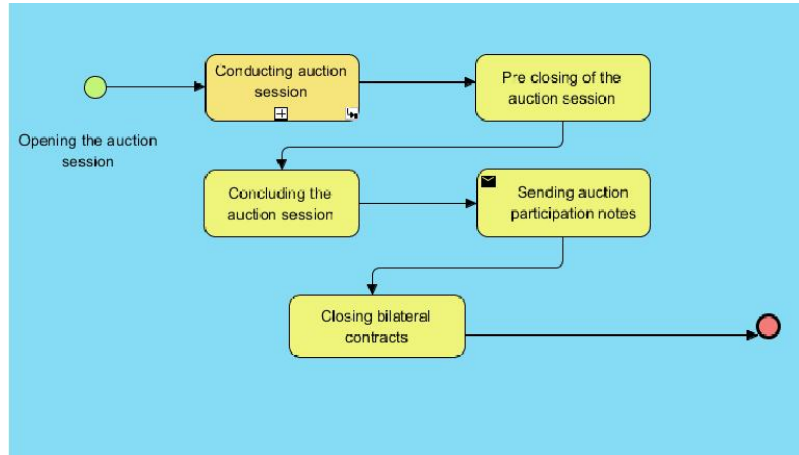 Conducting auction
session
Pre closing of the
auction session
Opening the auction
session
Concluding the
auction session
Sending auction
participation notes
Closing bilateral
contracts